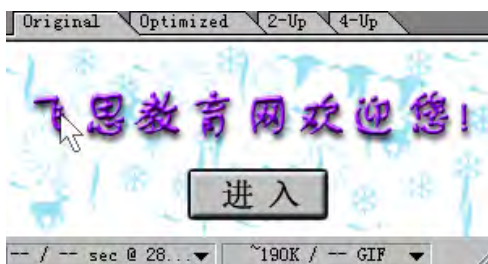 Original Optimized 2-Up 4-Up
飞思教育网欢迎您!
进入
-- / -- sec @ 28... ~190K / -- GIF